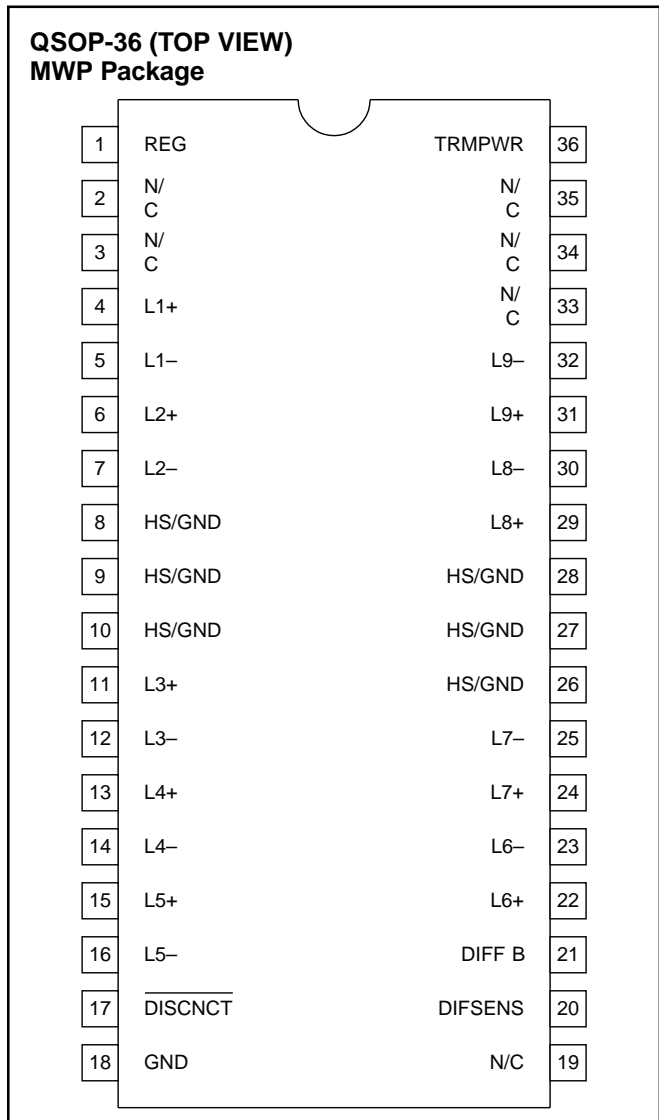 QSOP-36 (TOP VIEW)
MWP Package
1 REG TRMPWR 36
2 N/
C N/
C 35
3 N/
C N/
C 34
4 L1+ N/
C 33
5 L1– L9– 32
6 L2+ L9+ 31
7 L2– L8– 30
8 HS/GND L8+ 29
9 HS/GND HS/GND 28
10 HS/GND HS/GND 27
11 L3+ HS/GND 26
12 L3– L7– 25
13 L4+ L7+ 24
14 L4– L6– 23
15 L5+ L6+ 22
16 L5– DIFF B 21
17 DISCNCT DIFSENS 20
18 GND N/C 19